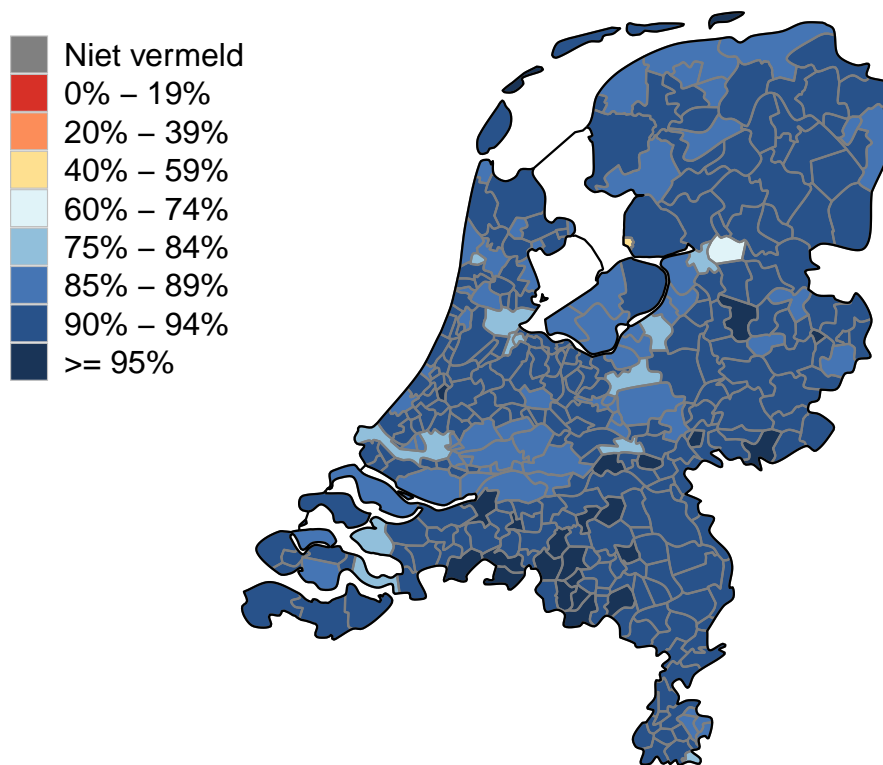 Niet vermeld
0% – 19%
20% – 39%
40% – 59%
60% – 74%
75% – 84%
85% – 89%
90% – 94%
>= 95%